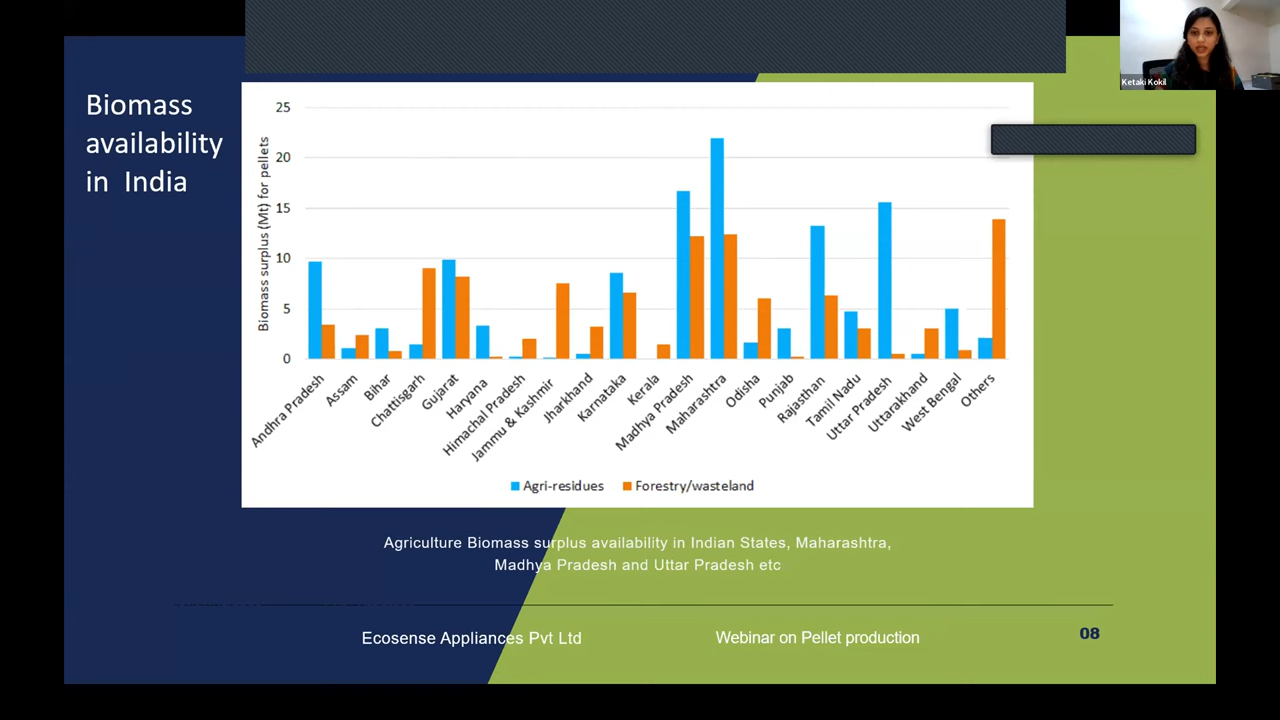 Ketaki Kokil
Biomass
availability
in India
Biomass surplus (Mt) for pellets
25
20
15
10
5
0
Andhra Pradesh
Assam
Bihar
Chattisgarh
Gujarat
Haryana
Himachal Pradesh
Jammu & Kashmir
Jharkhand
Karnataka
Kerala
Madhya Pradesh
Maharashtra
Odisha
Punjab
Rajasthan
Tamil Nadu
Uttar Pradesh
Uttarakhand
West Bengal
Others
Agri-residues
Forestry/wasteland
Agriculture Biomass surplus availability in Indian States, Maharashtra,
Madhya Pradesh and Uttar Pradesh etc
Ecosense Appliances Pvt Ltd
Webinar on Pellet production
08